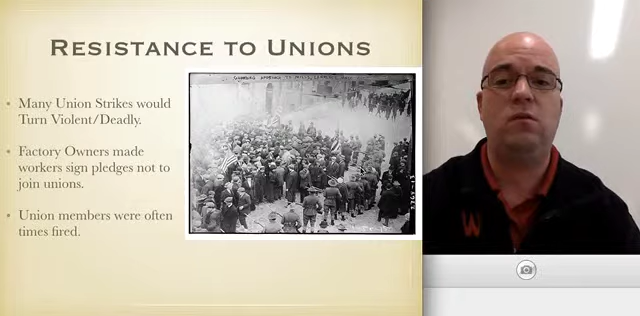 Resistance to Unions
• Many Union Strikes would
Turn Violent/Deadly.
• Factory Owners made
workers sign pledges not to
join unions.
• Union members were often
times fired.
W